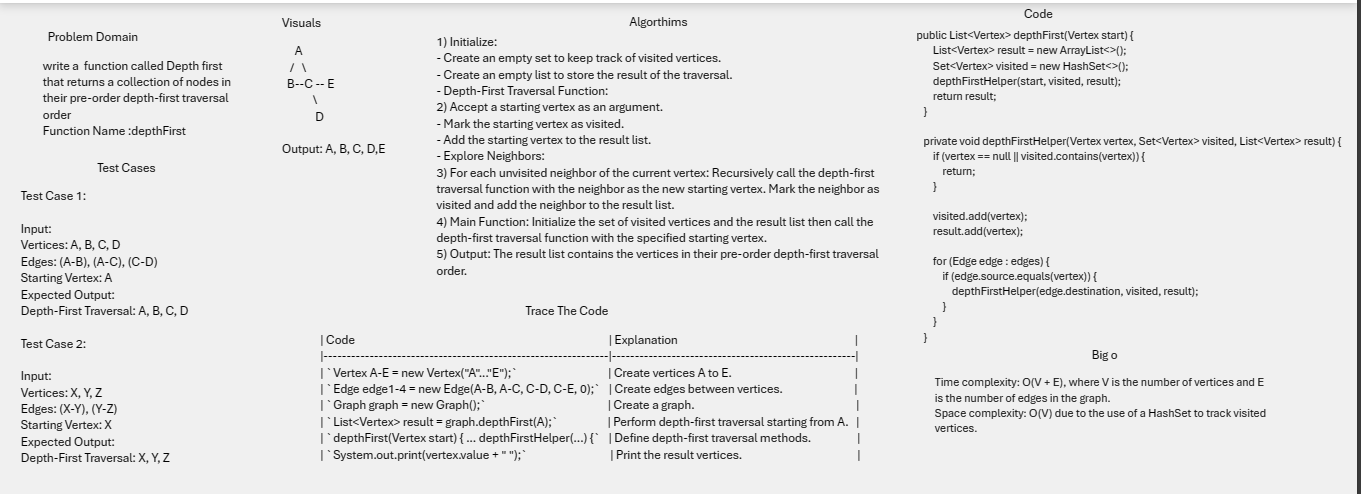 Problem Domain
write a  function called Depth first
that returns a collection of nodes in
their pre-order depth-first traversal
order
Function Name :depthFirst
Test Cases
Test Case 1:
Input:
Vertices: A, B, C, D
Edges: (A-B), (A-C), (C-D)
Starting Vertex: A
Expected Output:
Depth-First Traversal: A, B, C, D
Test Case 2:
Input:
Vertices: X, Y, Z
Edges: (X-Y), (Y-Z)
Starting Vertex: X
Expected Output:
Depth-First Traversal: X, Y, Z
Visuals
A
/ \
B--C -- E
\
D
Output: A, B, C, D,E
Algorthims
1) Initialize:
- Create an empty set to keep track of visited vertices.
- Create an empty list to store the result of the traversal.
- Depth-First Traversal Function:
2) Accept a starting vertex as an argument.
- Mark the starting vertex as visited.
- Add the starting vertex to the result list.
- Explore Neighbors:
3) For each unvisited neighbor of the current vertex: Recursively call the depth-first
traversal function with the neighbor as the new starting vertex. Mark the neighbor as
visited and add the neighbor to the result list.
4) Main Function: Initialize the set of visited vertices and the result list then call the
depth-first traversal function with the specified starting vertex.
5) Output: The result list contains the vertices in their pre-order depth-first traversal
order.
Trace The Code
| Code | Explanation |
|---------------------------------------------------------------|------------------------------------------------------|
| `Vertex A-E = new Vertex("A"..."E");` | Create vertices A to E. |
| `Edge edge1-4 = new Edge(A-B, A-C, C-D, C-E, 0);` | Create edges between vertices. |
| `Graph graph = new Graph();` | Create a graph. |
| `List<Vertex> result = graph.depthFirst(A);` | Perform depth-first traversal starting from A. |
| `depthFirst(Vertex start) { ... depthFirstHelper(...) {` | Define depth-first traversal methods. |
| `System.out.print(vertex.value + " ");` | Print the result vertices. |
Code
public List<Vertex> depthFirst(Vertex start) {
List<Vertex> result = new ArrayList<>();
Set<Vertex> visited = new HashSet<>();
depthFirstHelper(start, visited, result);
return result;
}
private void depthFirstHelper(Vertex vertex, Set<Vertex> visited, List<Vertex> result) {
if (vertex == null || visited.contains(vertex)) {
return;
}
visited.add(vertex);
result.add(vertex);
for (Edge edge : edges) {
if (edge.source.equals(vertex)) {
depthFirstHelper(edge.destination, visited, result);
}
}
}
Big o
Time complexity: O(V + E), where V is the number of vertices and E
is the number of edges in the graph.
Space complexity: O(V) due to the use of a HashSet to track visited
vertices.